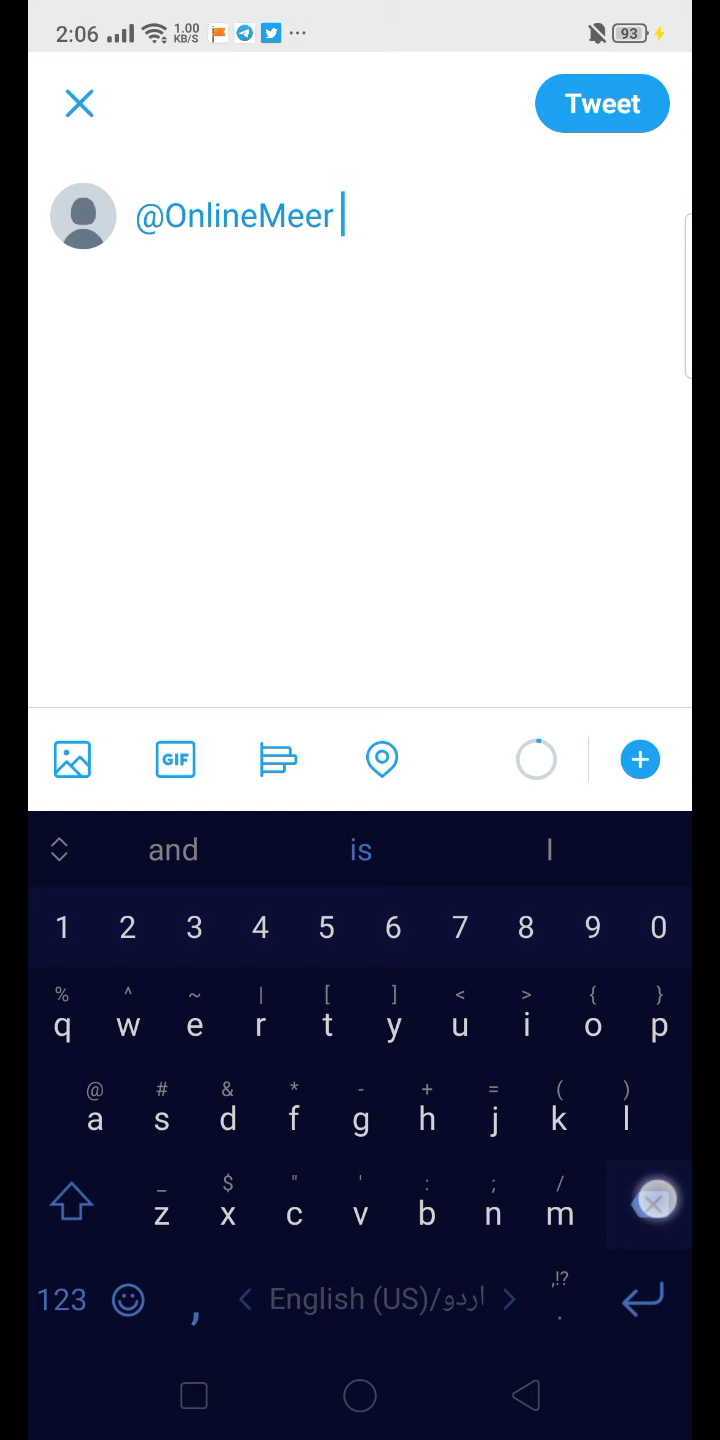 2:06 1.00 KB/S ... 93
Tweet
@OnlineMeer
GIF
and is I
1 2 3 4 5 6 7 8 9 0
% ^ ~ | [ ] < > { }
q w e r t y u i o p
@ # & * - + = ( )
a s d f g h j k l
_ $ " ' : ; /
z x c v b n m
,!?
123 , < English (US)/اردو > .